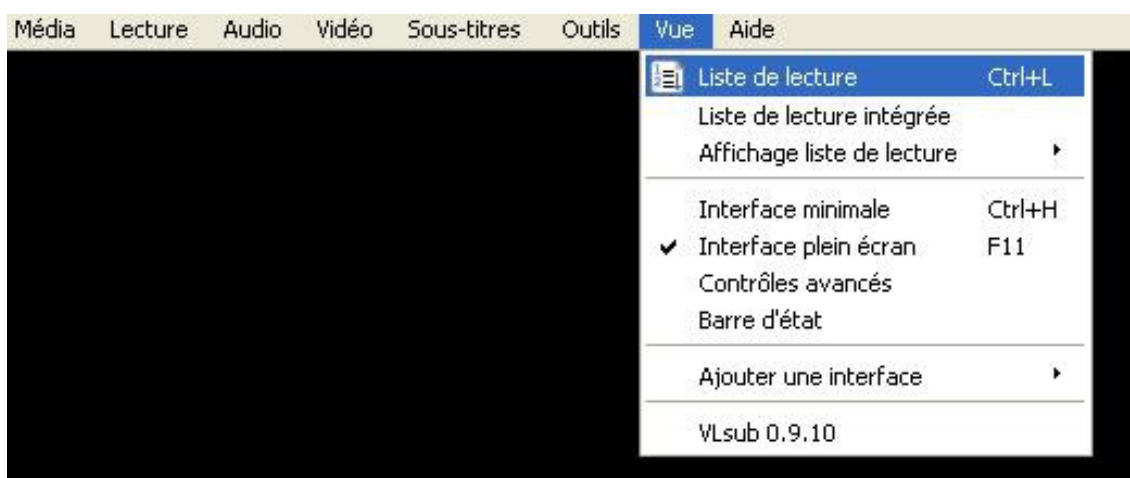 Média Lecture Audio Vidéo Sous-titres Outils Vue Aide
Liste de lecture Ctrl+L
Liste de lecture intégrée
Affichage liste de lecture
Interface minimale Ctrl+H
Interface plein écran F11
Contrôles avancés
Barre d'état
Ajouter une interface
VLsub 0.9.10